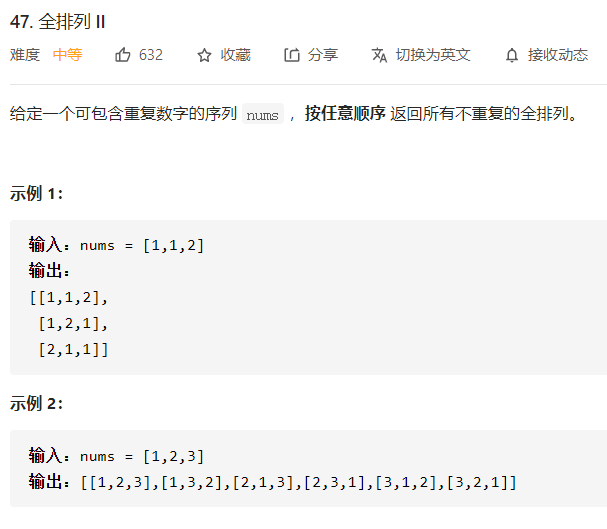 47. 全排列 II
难度 中等 632 收藏 分享 切换为英文 接收动态
给定一个可包含重复数字的序列 nums ，按任意顺序 返回所有不重复的全排列。
示例 1：
输入：nums = [1,1,2]
输出：
[[1,1,2],
[1,2,1],
[2,1,1]]
示例 2：
输入：nums = [1,2,3]
输出：[[1,2,3],[1,3,2],[2,1,3],[2,3,1],[3,1,2],[3,2,1]]